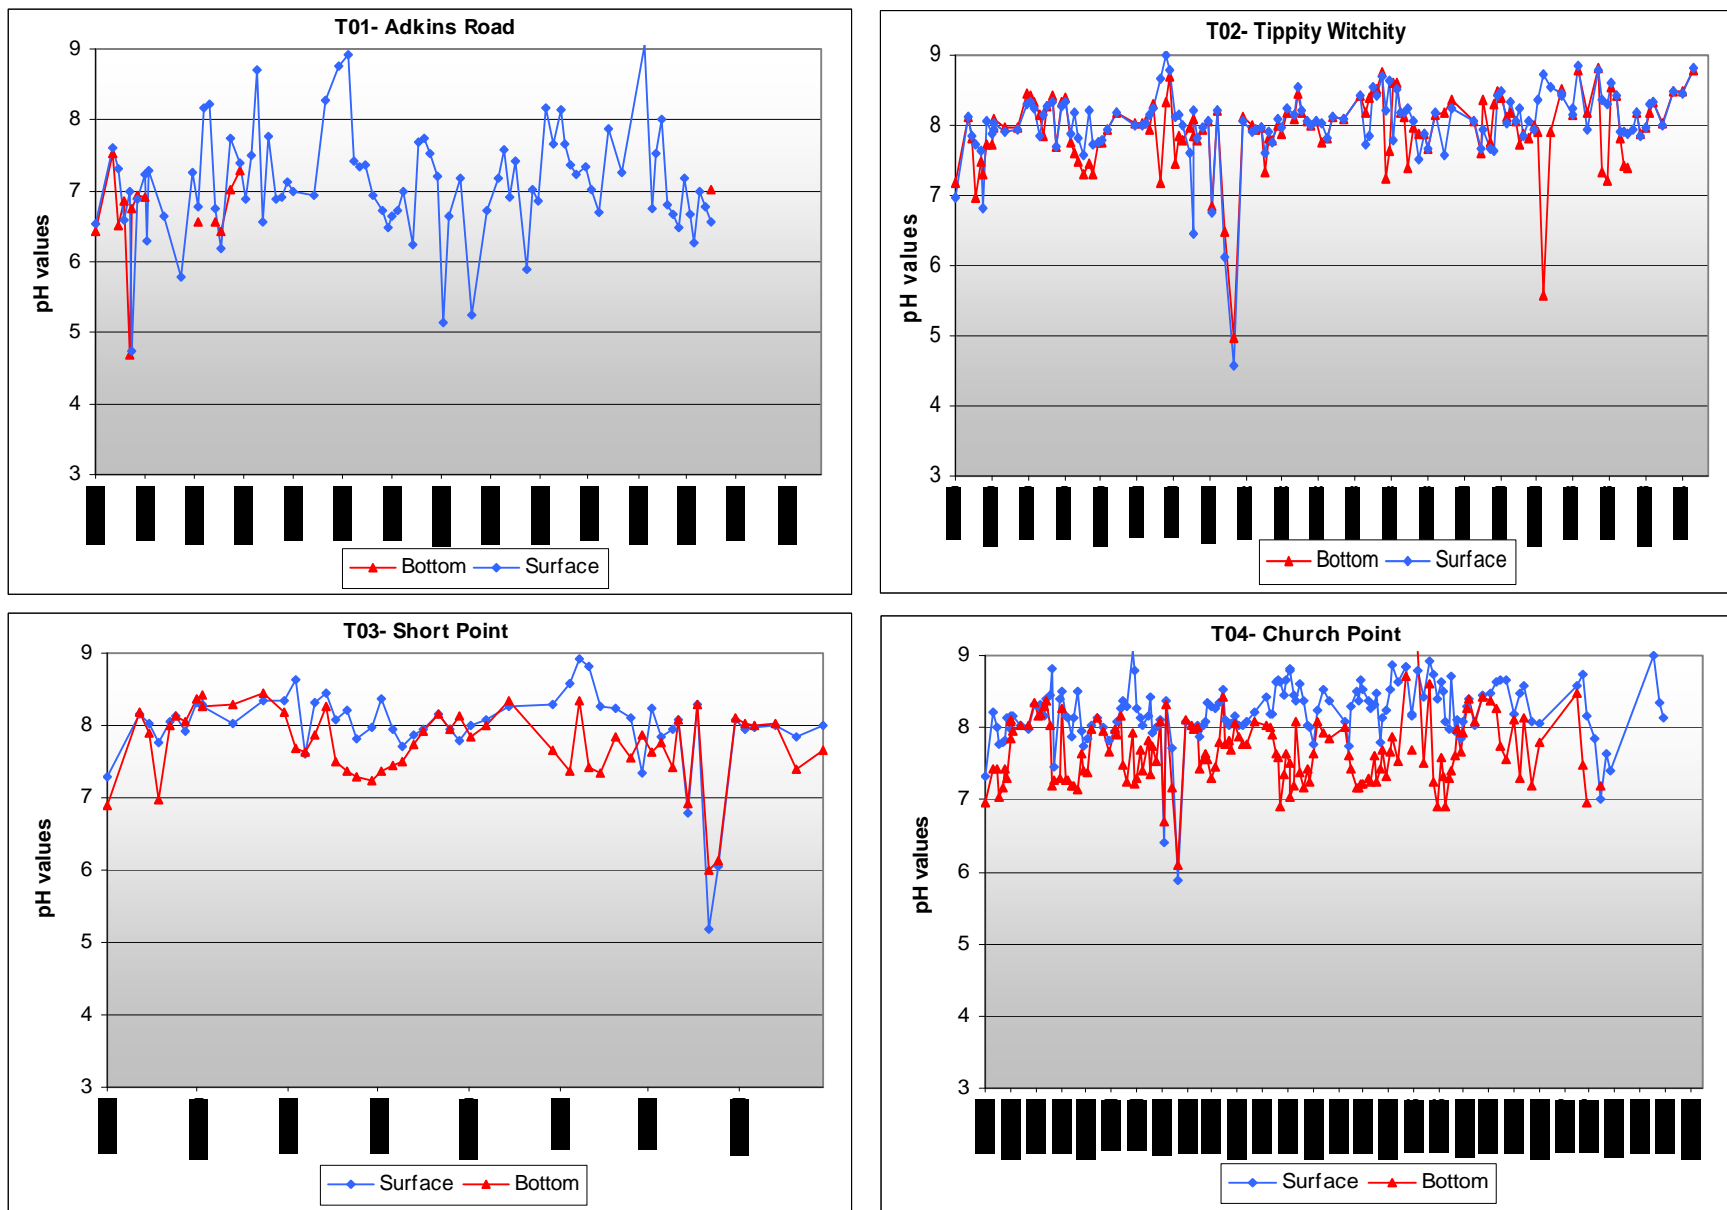 T01- Adkins Road
9
8
7
6
5
4
3
pH values
Bottom Surface
T02- Tippity Witchity
9
8
7
6
5
4
3
pH values
Bottom Surface
T03- Short Point
9
8
7
6
5
4
3
pH values
Surface Bottom
T04- Church Point
9
8
7
6
5
4
3
pH values
Surface Bottom